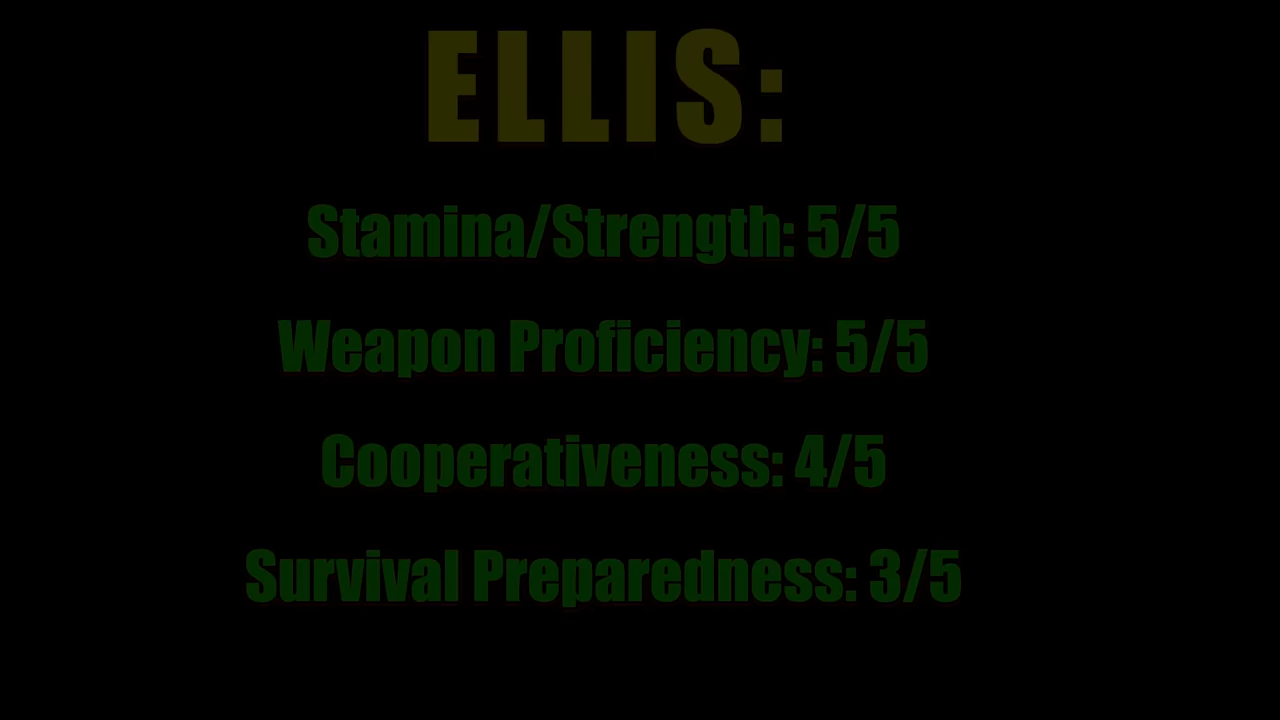 ELLIS:
Stamina/Strength: 5/5
Weapon Proficiency: 5/5
Cooperativeness: 4/5
Survival Preparedness: 3/5